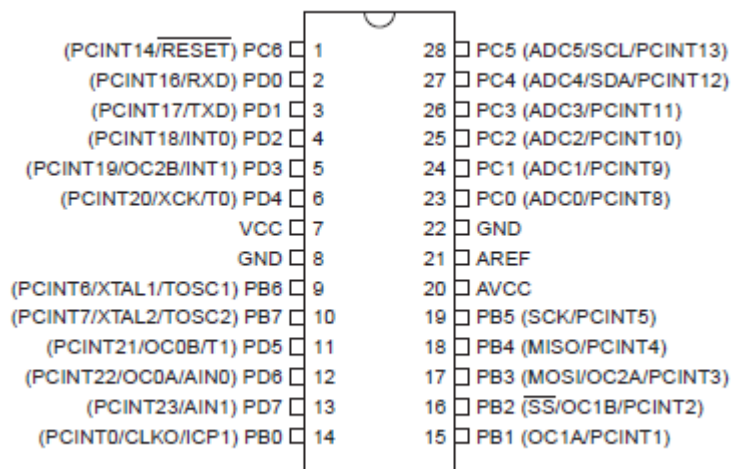 (PCINT14/RESET) PC6 1 28 PC5 (ADC5/SCL/PCINT13)
(PCINT16/RXD) PD0 2 27 PC4 (ADC4/SDA/PCINT12)
(PCINT17/TXD) PD1 3 26 PC3 (ADC3/PCINT11)
(PCINT18/INT0) PD2 4 25 PC2 (ADC2/PCINT10)
(PCINT19/OC2B/INT1) PD3 5 24 PC1 (ADC1/PCINT9)
(PCINT20/XCK/T0) PD4 6 23 PC0 (ADC0/PCINT8)
VCC 7 22 GND
GND 8 21 AREF
(PCINT6/XTAL1/TOSC1) PB6 9 20 AVCC
(PCINT7/XTAL2/TOSC2) PB7 10 19 PB5 (SCK/PCINT5)
(PCINT21/OC0B/T1) PD5 11 18 PB4 (MISO/PCINT4)
(PCINT22/OC0A/AIN0) PD6 12 17 PB3 (MOSI/OC2A/PCINT3)
(PCINT23/AIN1) PD7 13 16 PB2 (SS/OC1B/PCINT2)
(PCINT0/CLKO/ICP1) PB0 14 15 PB1 (OC1A/PCINT1)